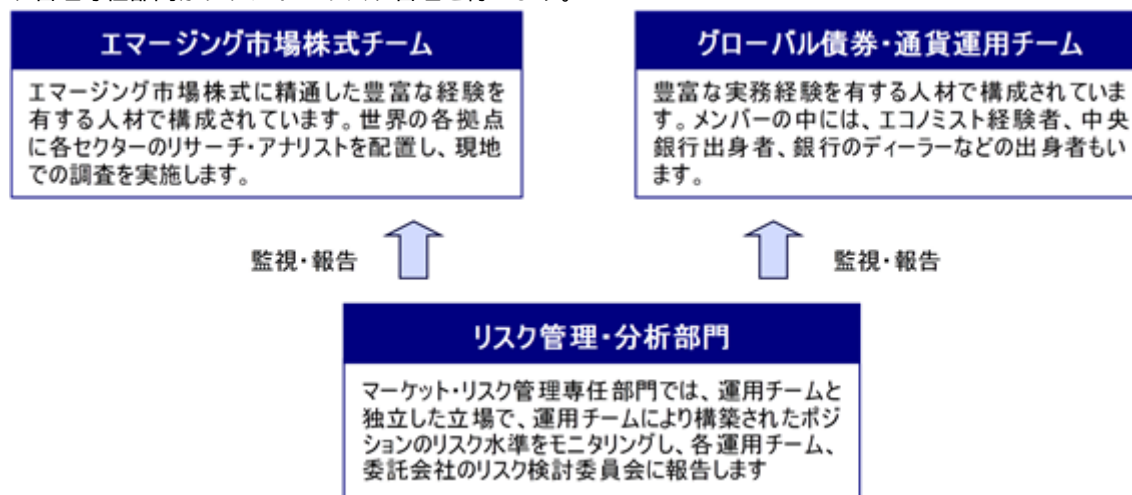 エマージング市場株式チーム
エマージング市場株式に精通した豊富な経験を
有する人材で構成されています。世界の各拠点
に各セクターのリサーチ・アナリストを配置し、現地
での調査を実施します。
グローバル債券・通貨運用チーム
豊富な実務経験を有する人材で構成されていま
す。メンバーの中には、エコノミスト経験者、中央
銀行出身者、銀行のディーラーなどの出身者もい
ます。
監視・報告
監視・報告
リスク管理・分析部門
マーケット・リスク管理専任部門では、運用チームと
独立した立場で、運用チームにより構築されたポジ
ションのリスク水準をモニタリングし、各運用チーム、
委託会社のリスク検討委員会に報告します